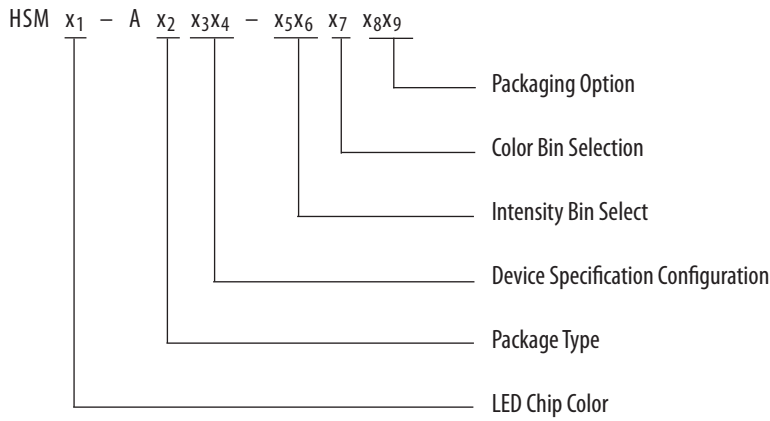 HSM x1 – A x2 x3x4 – x5x6 x7 x8x9
Packaging Option
Color Bin Selection
Intensity Bin Select
Device Specification Configuration
Package Type
LED Chip Color